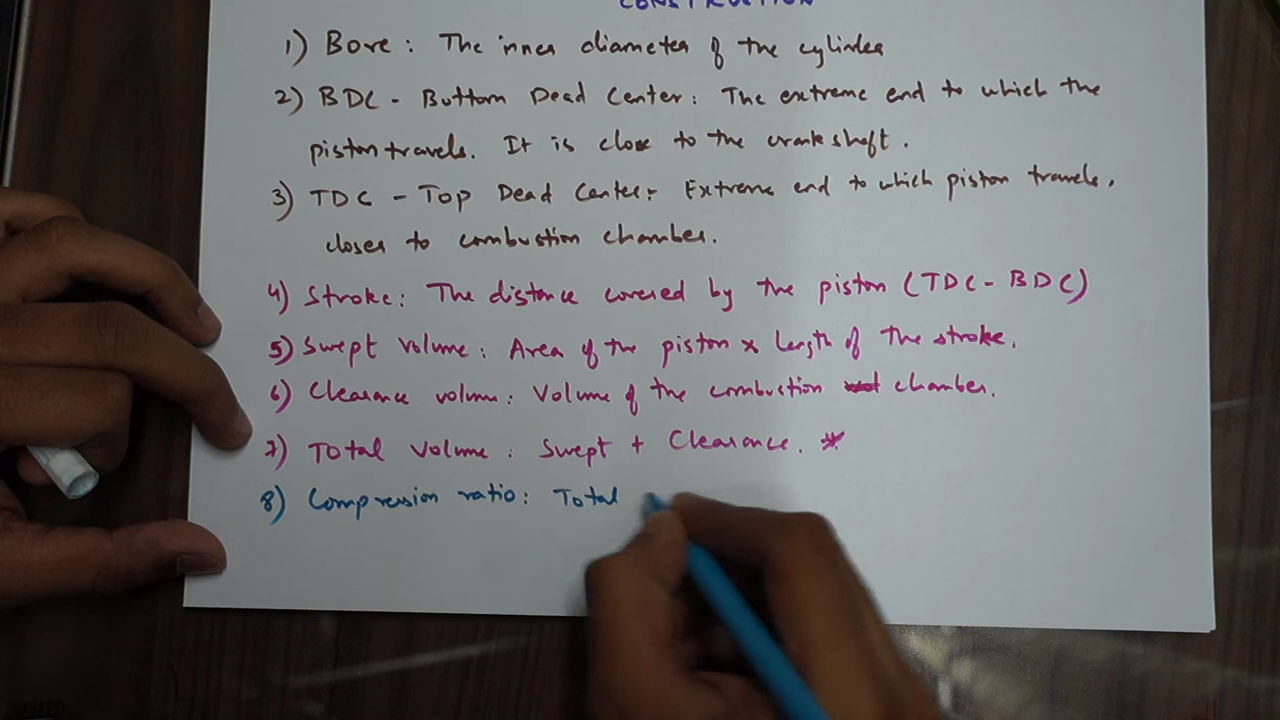 CONSTRUCTION
1) Bore: The inner diameter of the cylinder
2) BDC - Bottom Dead Center: The extreme end to which the
piston travels. It is close to the crankshaft.
3) TDC - Top Dead Center: Extreme end to which piston travels.
closer to combustion chamber.
4) Stroke: The distance covered by the piston (TDC - BDC)
5) Swept Volume: Area of the piston x Length of the stroke.
6) Clearance volume: Volume of the combustion chamber.
7) Total Volume: Swept + Clearance. *
8) Compression ratio: Total